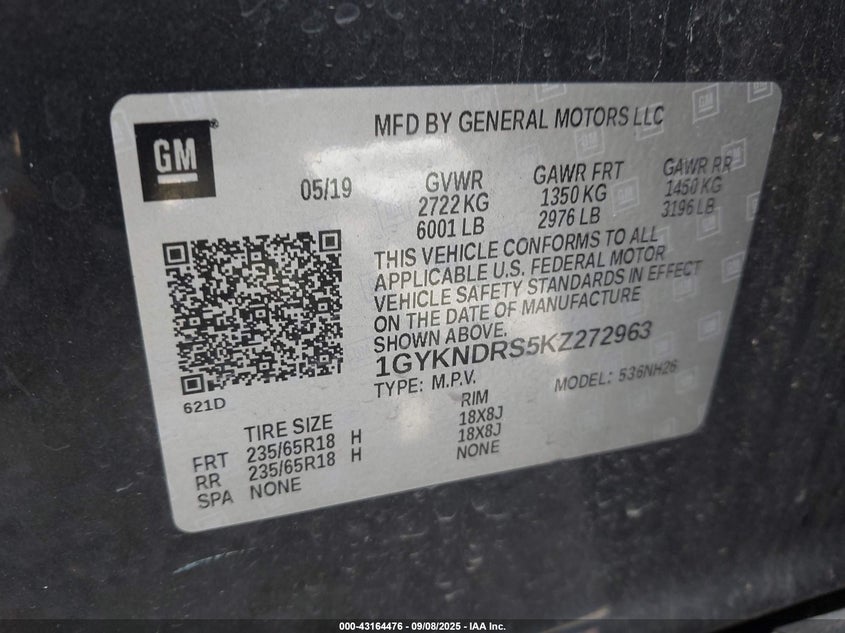 GM
MFD BY GENERAL MOTORS LLC
05/19
GVWR
2722 KG
6001 LB
GAWR FRT
1350 KG
2976 LB
GAWR RR
1450 KG
3196 LB
THIS VEHICLE CONFORMS TO ALL
APPLICABLE U.S. FEDERAL MOTOR
VEHICLE SAFETY STANDARDS IN EFFECT
ON THE DATE OF MANUFACTURE
SHOWN ABOVE.
1GYKNDRS5KZ272963
TYPE: M.P.V.
MODEL: 536NH26
621D
TIRE SIZE
RIM
FRT 235/65R18 H 18X8J
RR 235/65R18 H 18X8J
SPA NONE NONE
000-43164476 - 09/08/2025 - IAA Inc.